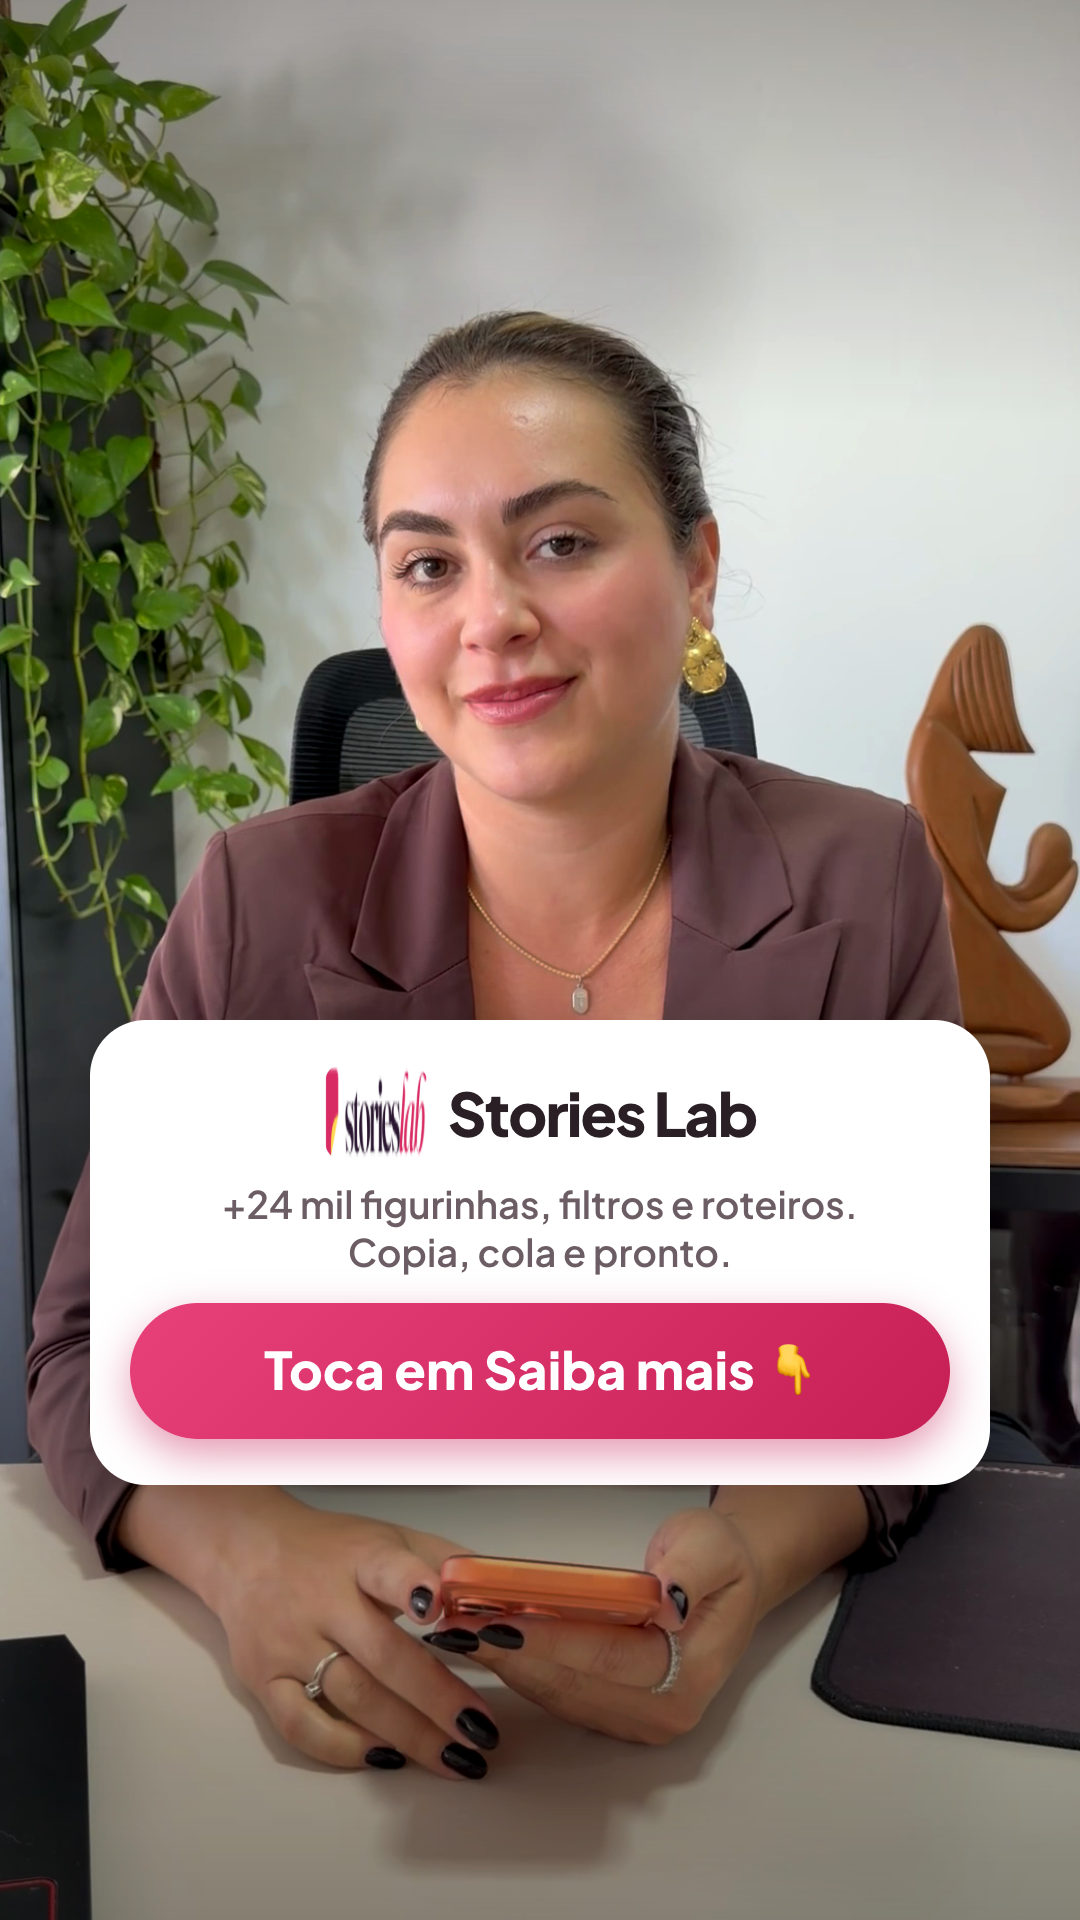 storieslab Stories Lab
+24 mil figurinhas, filtros e roteiros.
Copia, cola e pronto.
Toca em Saiba mais 👇